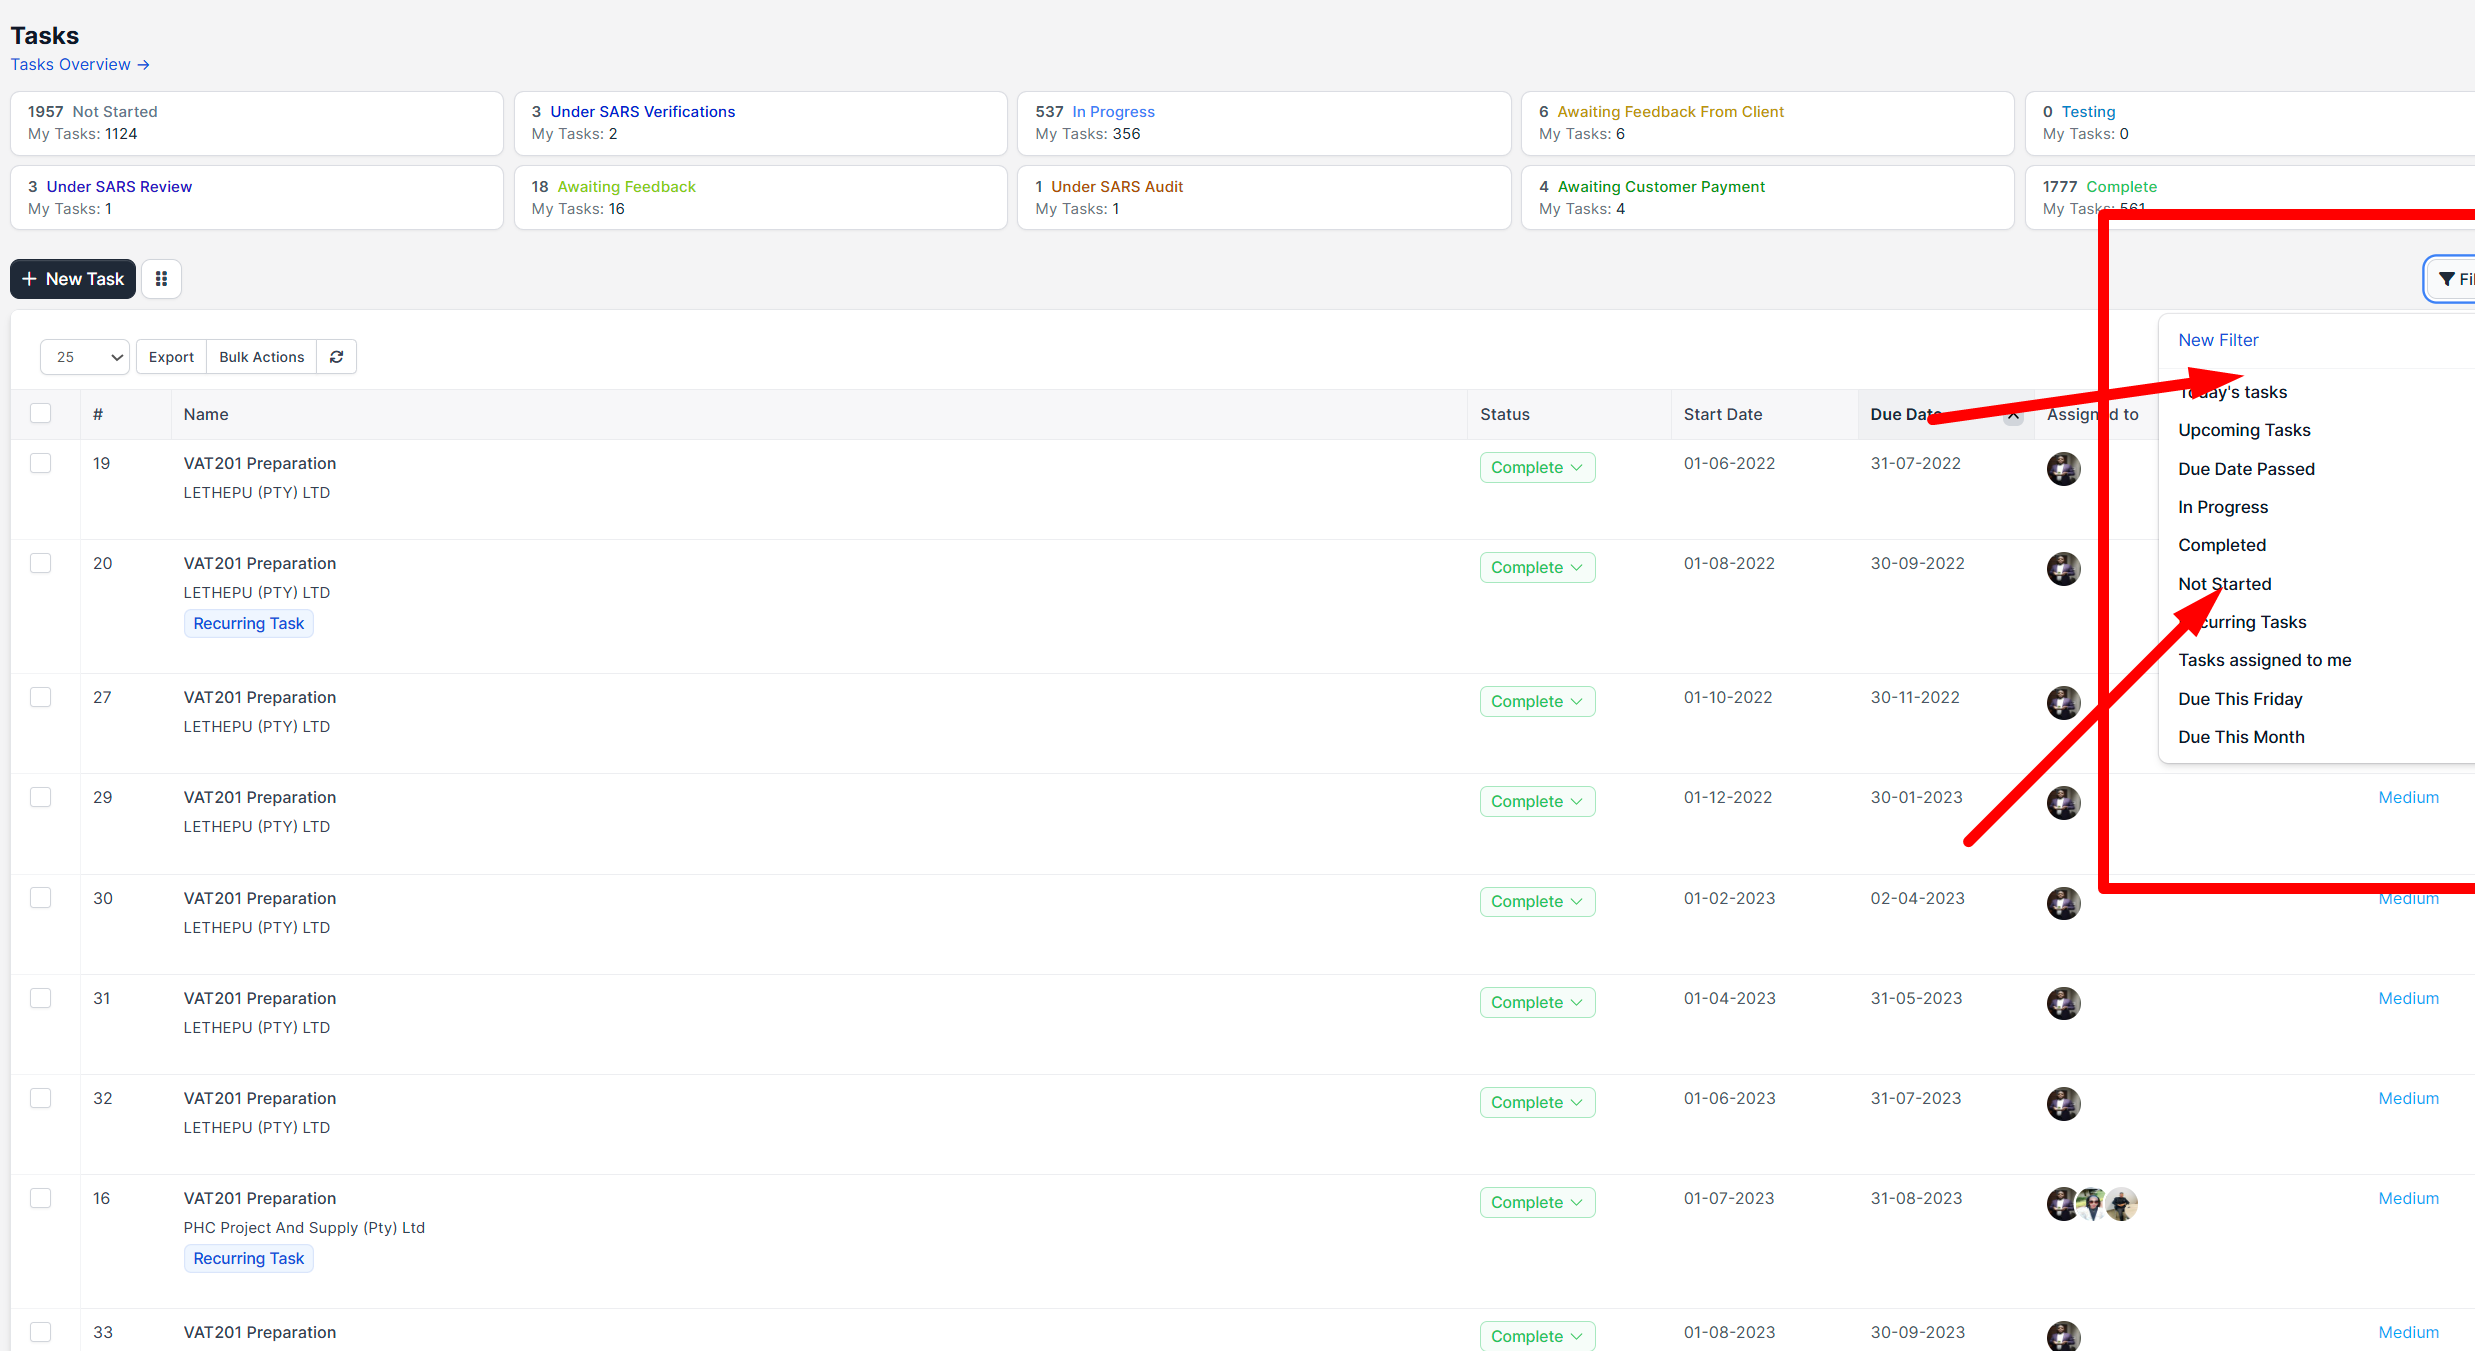 Tasks
Tasks Overview →
1957 Not Started
My Tasks: 1124
3 Under SARS Verifications
My Tasks: 2
537 In Progress
My Tasks: 356
6 Awaiting Feedback From Client
My Tasks: 6
0 Testing
My Tasks: 0
3 Under SARS Review
My Tasks: 1
18 Awaiting Feedback
My Tasks: 16
1 Under SARS Audit
My Tasks: 1
4 Awaiting Customer Payment
My Tasks: 4
1777 Complete
My Tasks: 561
+ New Task
New Filter
Today's tasks
Upcoming Tasks
Due Date Passed
In Progress
Completed
Not Started
Recurring Tasks
Tasks assigned to me
Due This Friday
Due This Month
25 Export Bulk Actions
# Name Status Start Date Due Date Assigned to
19 VAT201 Preparation Complete 01-06-2022 31-07-2022
LETHEPU (PTY) LTD
20 VAT201 Preparation Complete 01-08-2022 30-09-2022
LETHEPU (PTY) LTD
Recurring Task
27 VAT201 Preparation Complete 01-10-2022 30-11-2022
LETHEPU (PTY) LTD
29 VAT201 Preparation Complete 01-12-2022 30-01-2023 Medium
LETHEPU (PTY) LTD
30 VAT201 Preparation Complete 01-02-2023 02-04-2023 Medium
LETHEPU (PTY) LTD
31 VAT201 Preparation Complete 01-04-2023 31-05-2023 Medium
LETHEPU (PTY) LTD
32 VAT201 Preparation Complete 01-06-2023 31-07-2023 Medium
LETHEPU (PTY) LTD
16 VAT201 Preparation Complete 01-07-2023 31-08-2023 Medium
PHC Project And Supply (Pty) Ltd
Recurring Task
33 VAT201 Preparation Complete 01-08-2023 30-09-2023 Medium